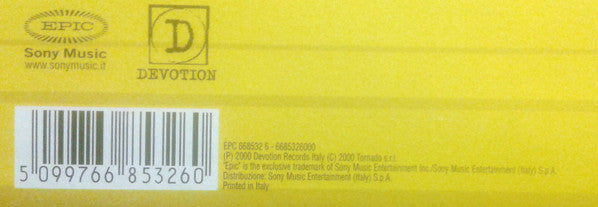 EPIC
Sony Music
www.sonymusic.it
D
DEVOTION
5 099766 853260
EPC 668532 6 - 6685326000
(P) 2000 Devotion Records Italy (C) 2000 Tornado s.r.l.
"Epic" is the exclusive trademark of Sony Music Entertainment Inc./Sony Music Entertainment (Italy) S.p.A.
Distribuzione: Sony Music Entertainment (Italy) S.p.A.
Printed in Italy